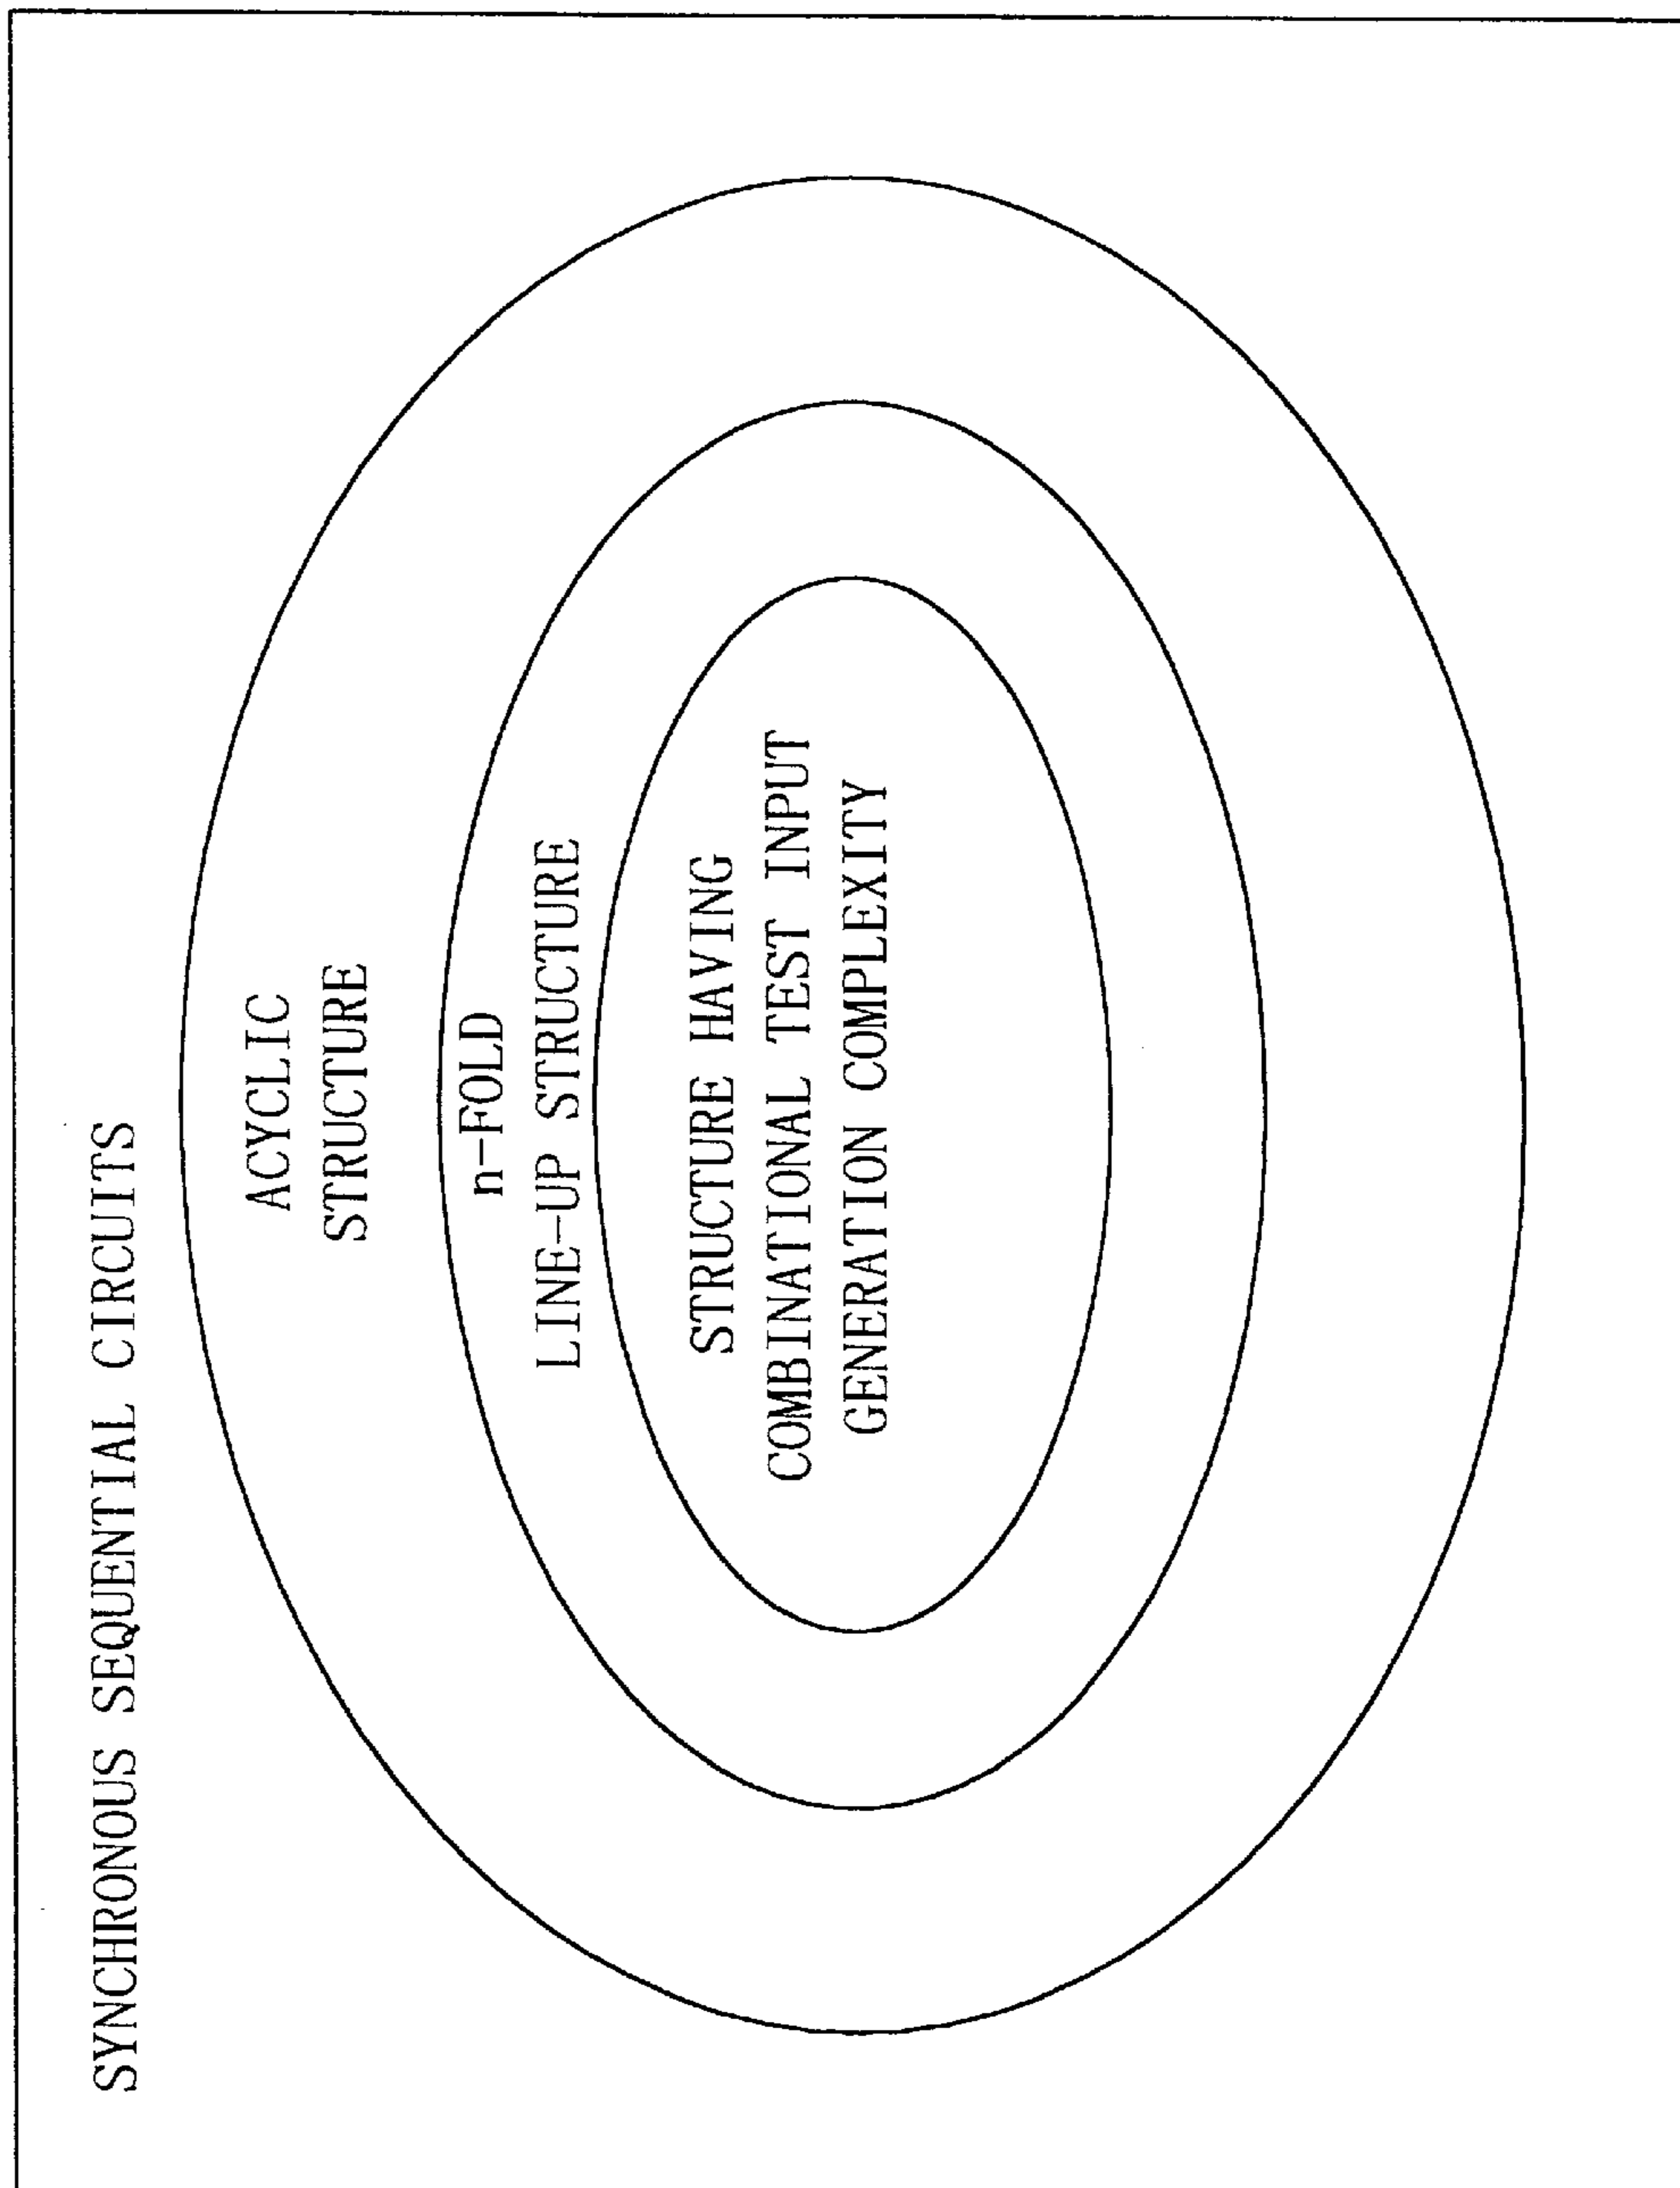 SYNCHRONOUS SEQUENTIAL CIRCUITS
ACYCLIC
STRUCTURE
n-FOLD
LINE-UP STRUCTURE
STRUCTURE HAVING
COMBINATIONAL TEST INPUT
GENERATION COMPLEXITY